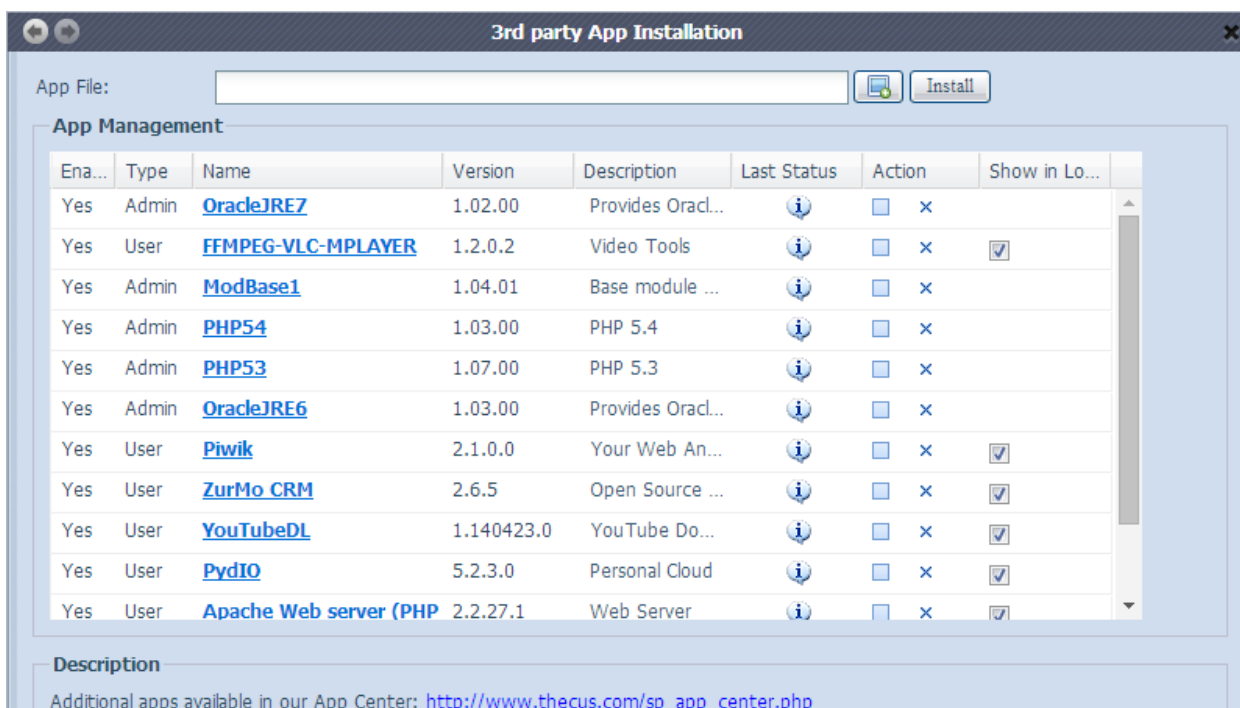 3rd party App Installation
App File: Install
App Management
Ena... Type Name Version Description Last Status Action Show in Lo...
Yes Admin OracleJRE7 1.02.00 Provides Oracl...
Yes User FFMPEG-VLC-MPLAYER 1.2.0.2 Video Tools
Yes Admin ModBase1 1.04.01 Base module ...
Yes Admin PHP54 1.03.00 PHP 5.4
Yes Admin PHP53 1.07.00 PHP 5.3
Yes Admin OracleJRE6 1.03.00 Provides Oracl...
Yes User Piwik 2.1.0.0 Your Web An...
Yes User ZurMo CRM 2.6.5 Open Source ...
Yes User YouTubeDL 1.140423.0 YouTube Do...
Yes User PydIO 5.2.3.0 Personal Cloud
Yes User Apache Web server (PHP 2.2.27.1 Web Server
Description
Additional apps available in our App Center: http://www.thecus.com/sp_app_center.php